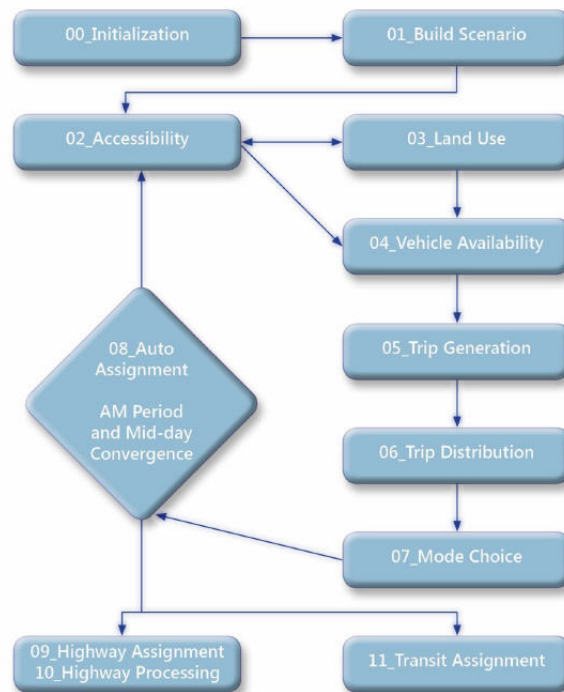 00_Initialization
01_Build Scenario
02_Accessibility
03_Land Use
04_Vehicle Availability
08_Auto
Assignment
AM Period
and Mid-day
Convergence
05_Trip Generation
06_Trip Distribution
07_Mode Choice
09_Highway Assignment
10_Highway Processing
11_Transit Assignment